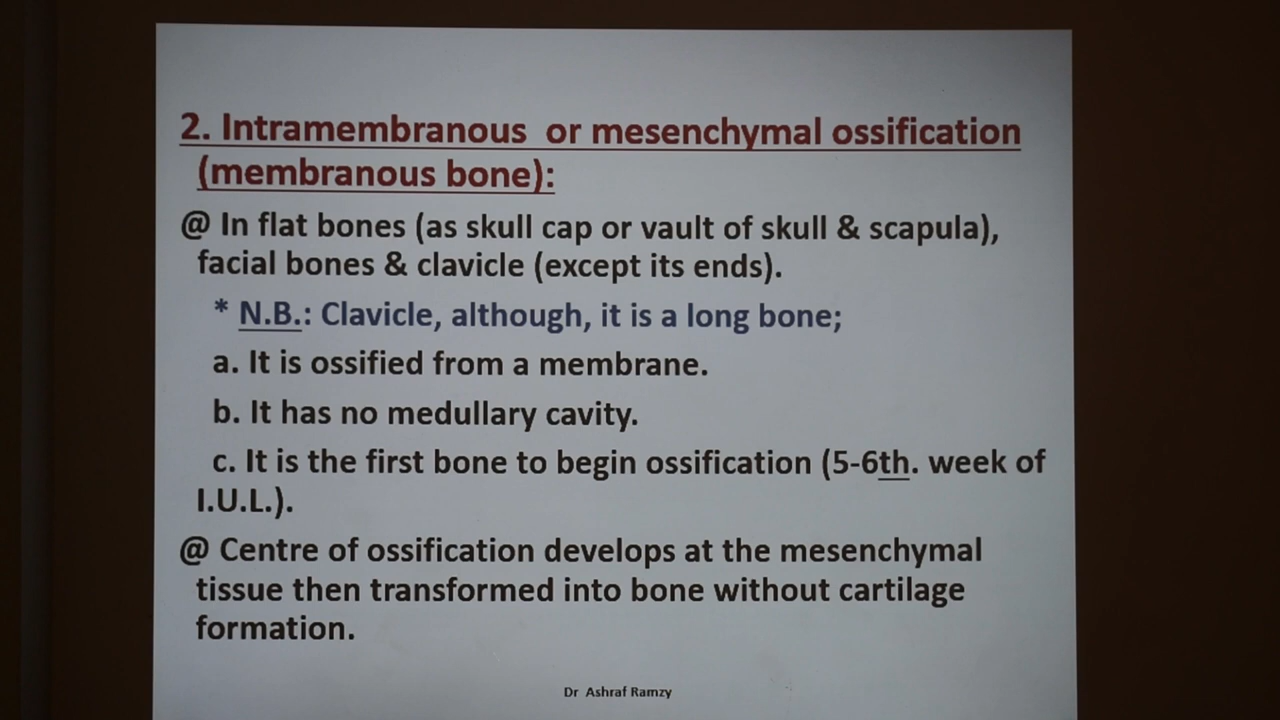 2. Intramembranous or mesenchymal ossification
(membranous bone):
@ In flat bones (as skull cap or vault of skull & scapula),
facial bones & clavicle (except its ends).
* N.B.: Clavicle, although, it is a long bone;
a. It is ossified from a membrane.
b. It has no medullary cavity.
c. It is the first bone to begin ossification (5-6th. week of
I.U.L.).
@ Centre of ossification develops at the mesenchymal
tissue then transformed into bone without cartilage
formation.
Dr Ashraf Ramzy